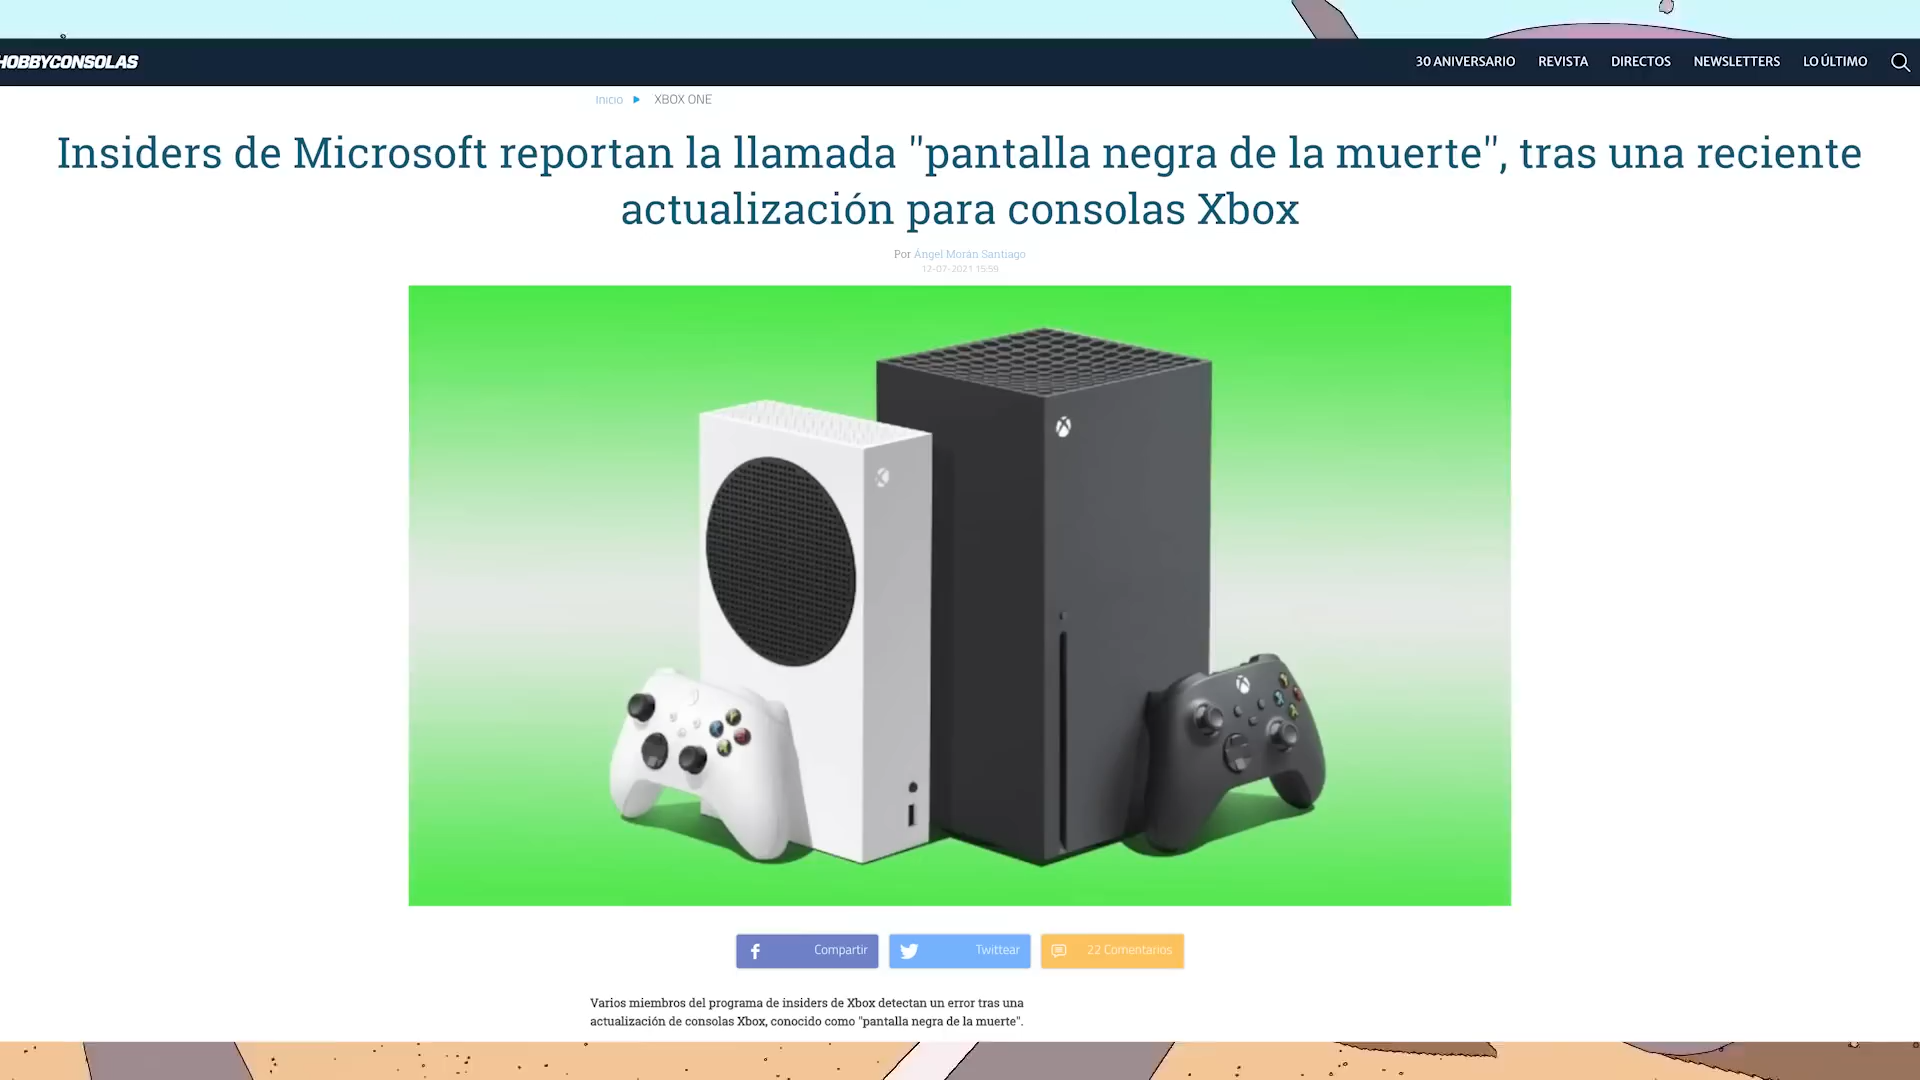 HOBBYCONSOLAS
30 ANIVERSARIO REVISTA DIRECTOS NEWSLETTERS LO ÚLTIMO
Inicio XBOX ONE
Insiders de Microsoft reportan la llamada "pantalla negra de la muerte", tras una reciente
actualización para consolas Xbox
Por Ángel Morán Santiago
12-07-2021 15:59
Compartir Twittear 22 Comentarios
Varios miembros del programa de insiders de Xbox detectan un error tras una
actualización de consolas Xbox, conocido como "pantalla negra de la muerte".